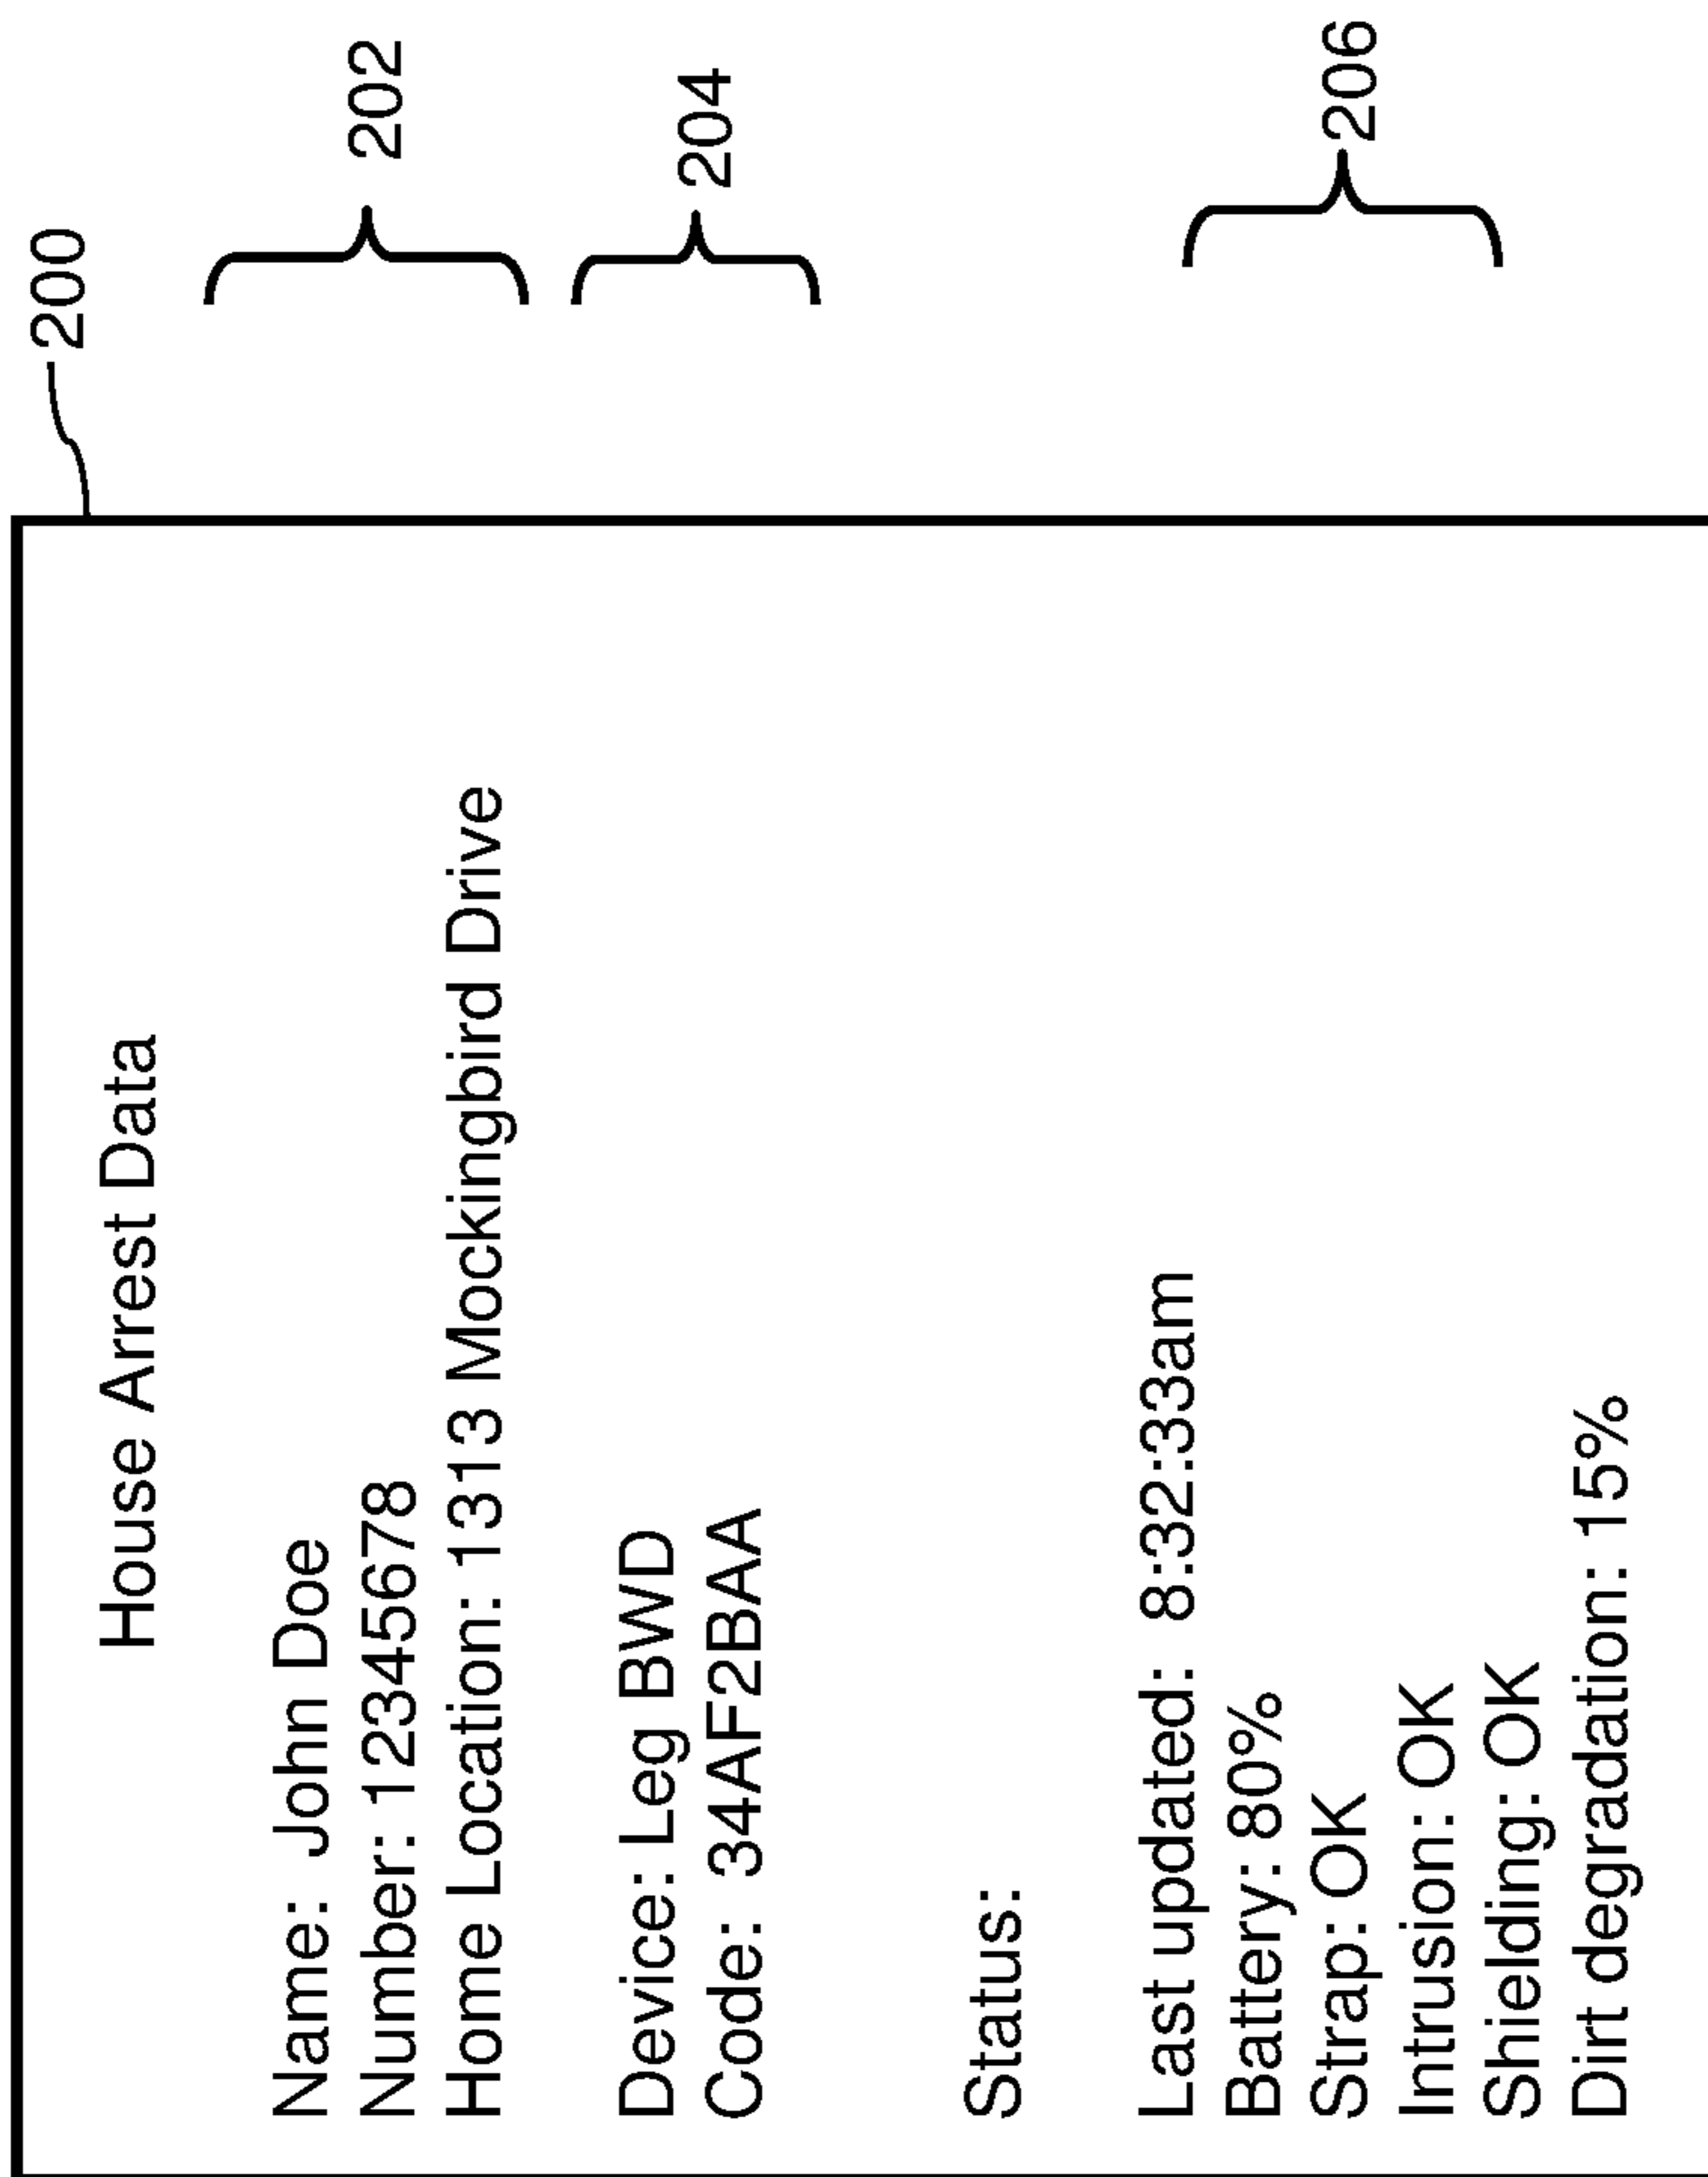 200
House Arrest Data
Name: John Doe
Number: 12345678
Home Location: 1313 Mockingbird Drive
202
Device: Leg BWD
Code: 34AF2BAA
204
Status:
Last updated: 8:32:33am
Battery: 80%
Strap: OK
Intrusion: OK
Shielding: OK
Dirt degradation: 15%
206